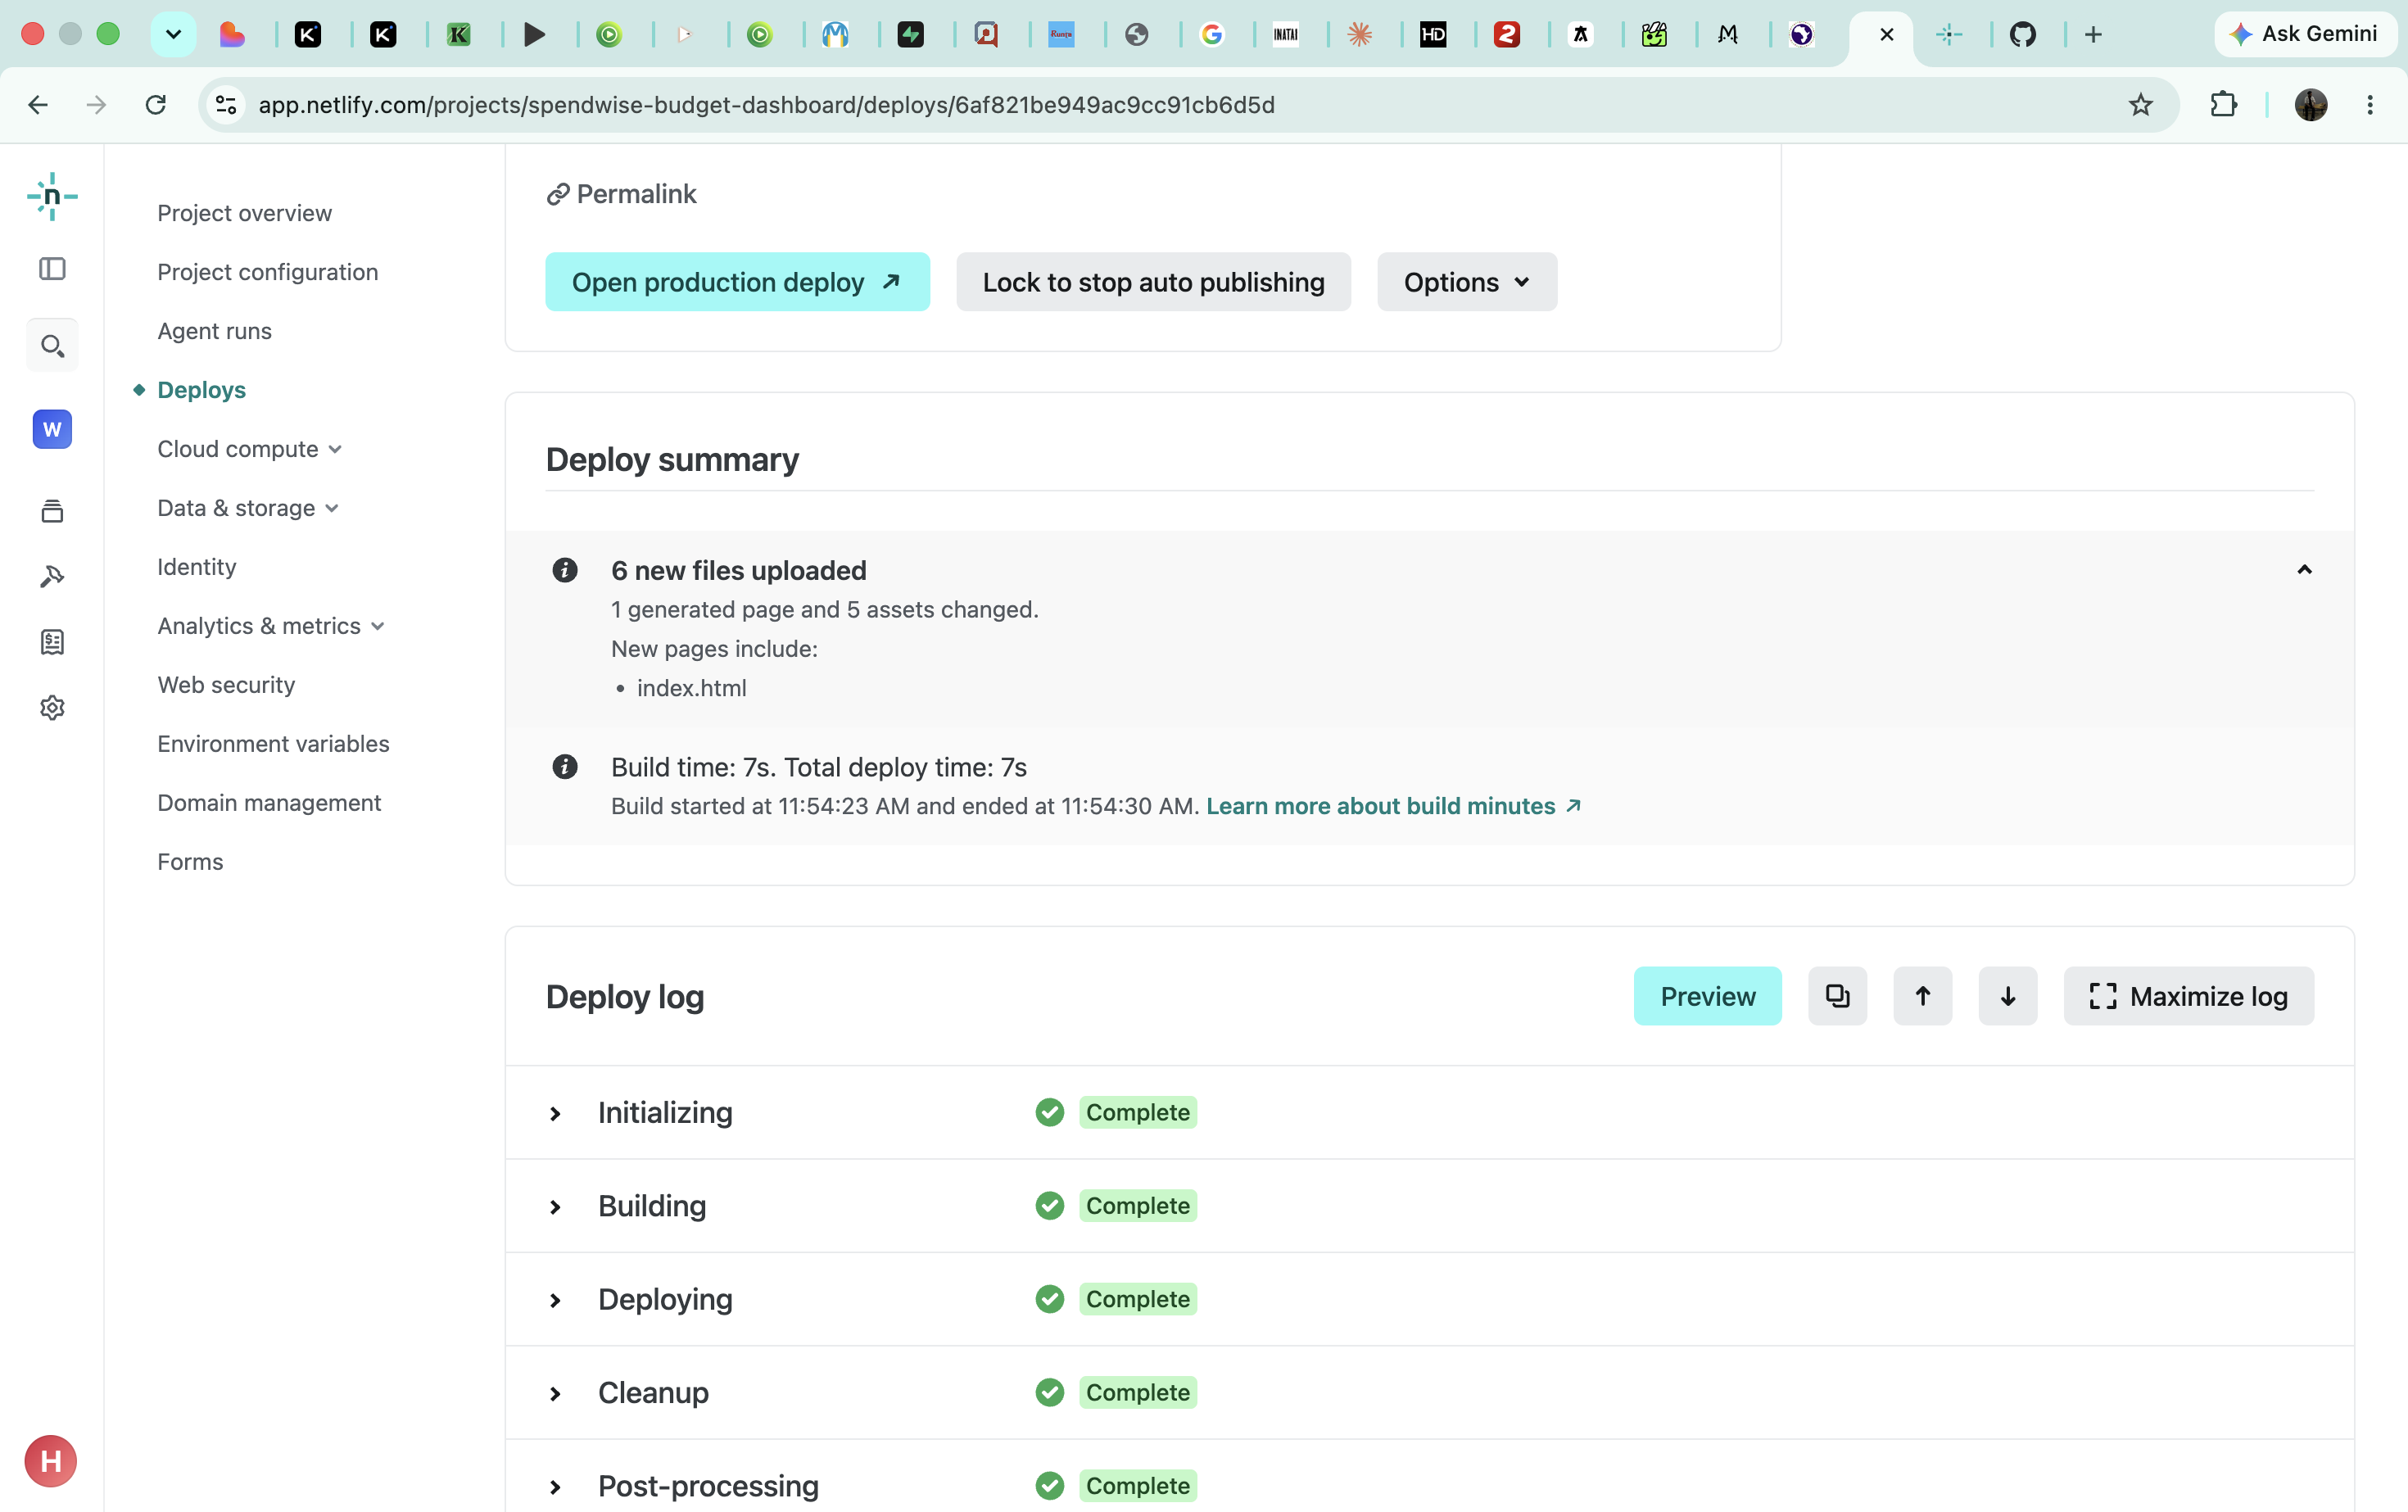 Ask Gemini
app.netlify.com/projects/spendwise-budget-dashboard/deploys/6af821be949ac9cc91cb6d5d
Project overview
Project configuration
Agent runs
Deploys
W
Cloud compute
Data & storage
Identity
Analytics & metrics
Web security
Environment variables
Domain management
Forms
H
Permalink
Open production deploy
Lock to stop auto publishing
Options
Deploy summary
6 new files uploaded
1 generated page and 5 assets changed.
New pages include:
• index.html
Build time: 7s. Total deploy time: 7s
Build started at 11:54:23 AM and ended at 11:54:30 AM. Learn more about build minutes
Deploy log
Preview
Maximize log
Initializing Complete
Building Complete
Deploying Complete
Cleanup Complete
Post-processing Complete